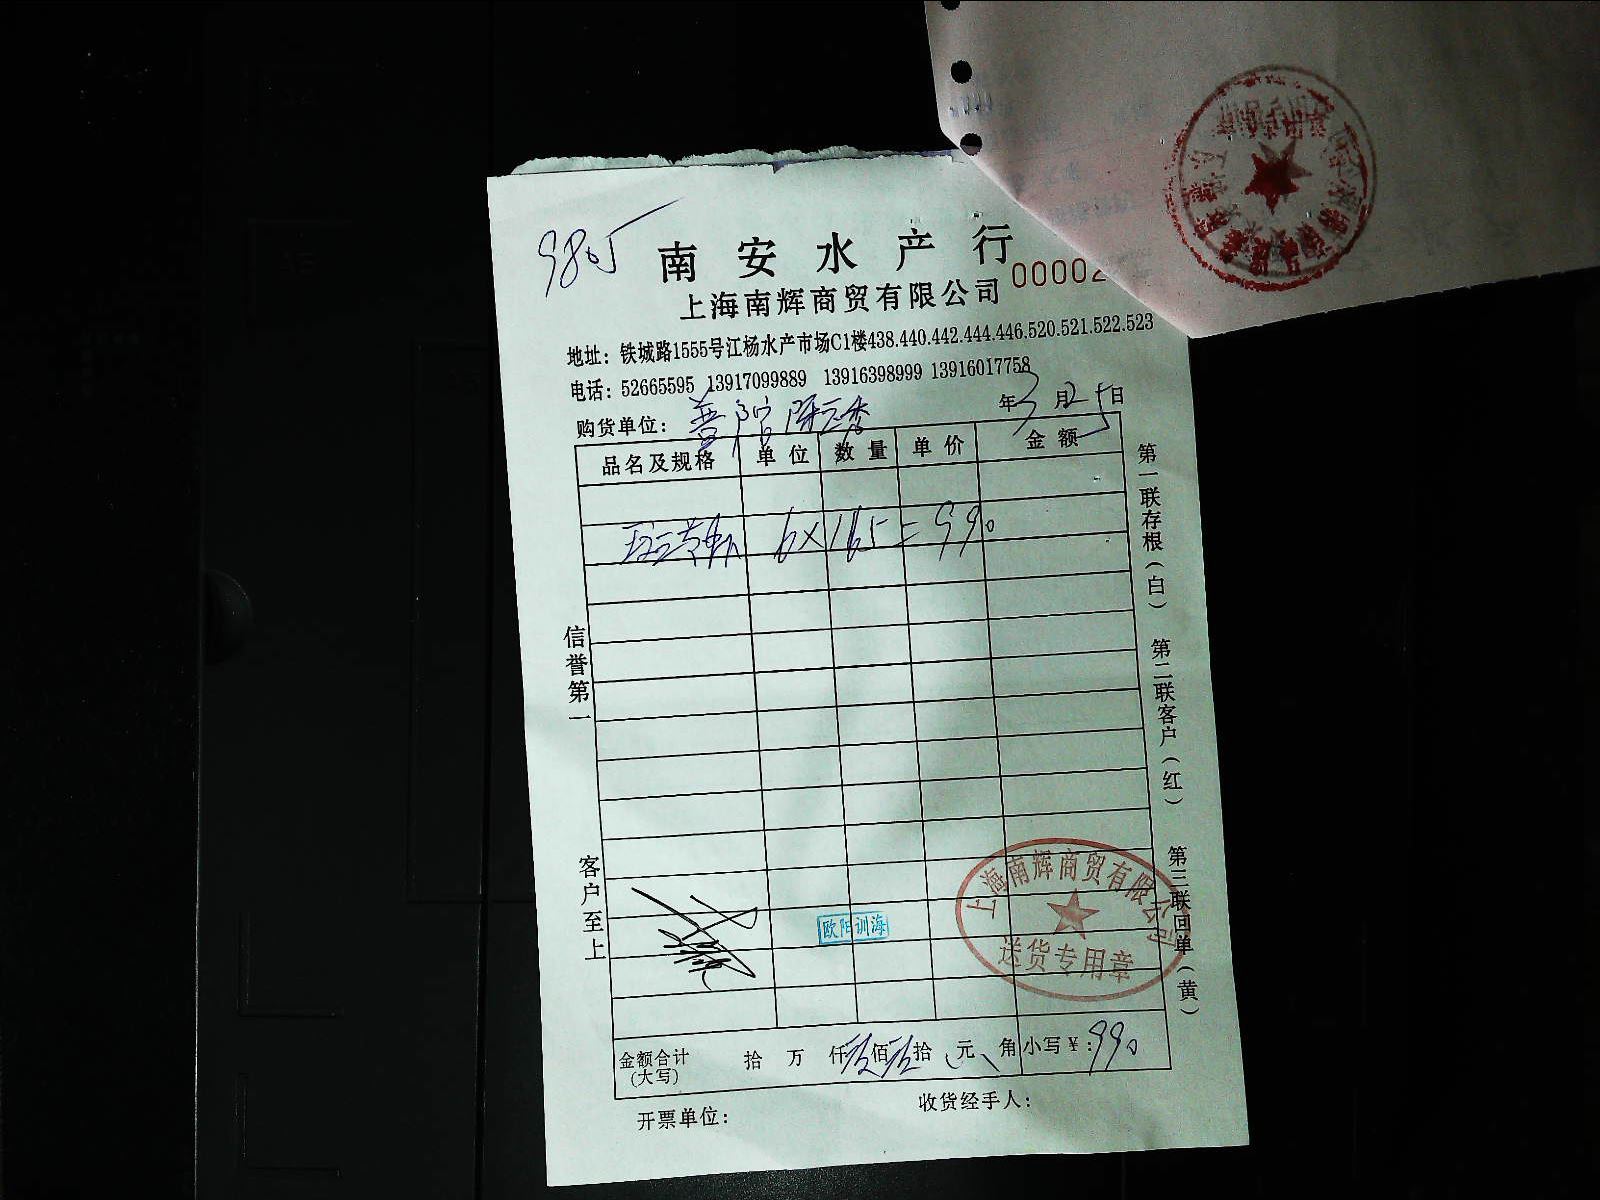 9805
南安水产行
上海南辉商贸有限公司 00002
地址：铁城路1555号江杨水产市场C1楼438.440.442.444.446.520.521.522.523
电话：52665595 13917099889 13916398999 13916017758
购货单位： 年3月25日
品名及规格 单位 数量 单价 金额
6×165=990
信誉第一
客户至上
第一联存根（白） 第二联客户（红） 第三联回单（黄）
欧阳训海
上海南辉商贸有限公司
送货专用章
金额合计（大写） 拾 万 仟 佰 拾 元 角 小写￥：990
开票单位： 收货经手人：